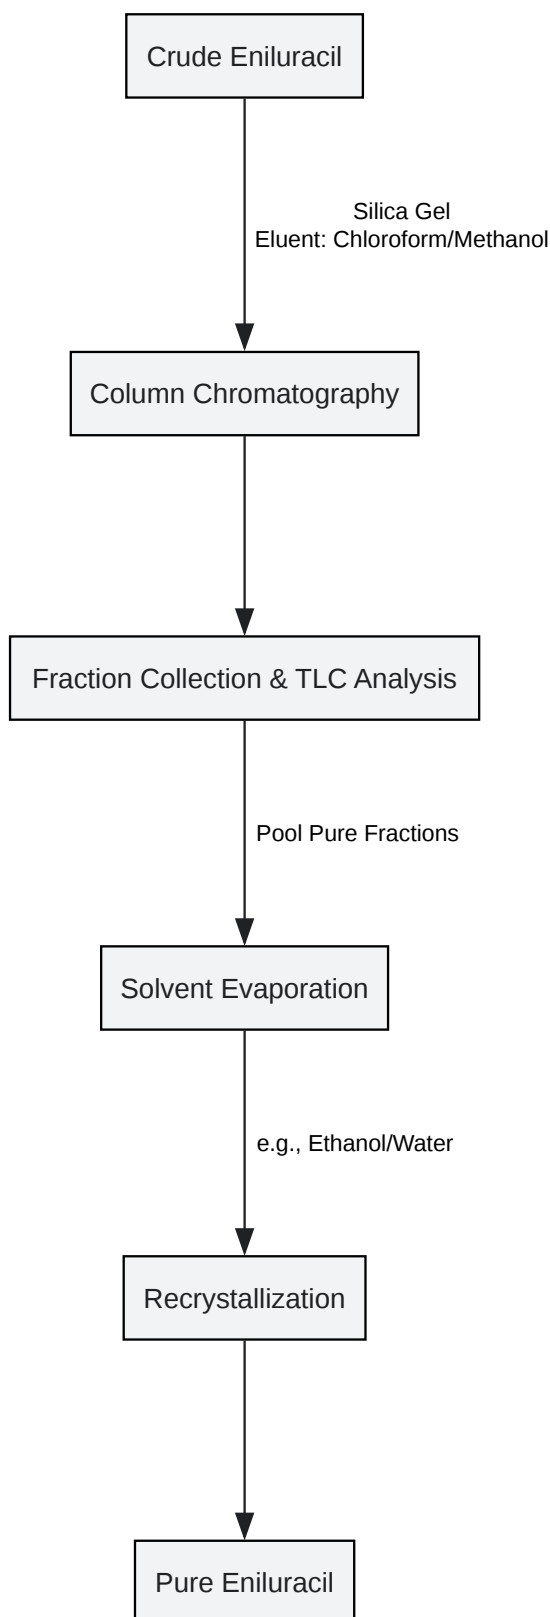 Crude Eniluracil
Silica Gel
Eluent: Chloroform/Methanol
Column Chromatography
Fraction Collection & TLC Analysis
Pool Pure Fractions
Solvent Evaporation
e.g., Ethanol/Water
Recrystallization
Pure Eniluracil